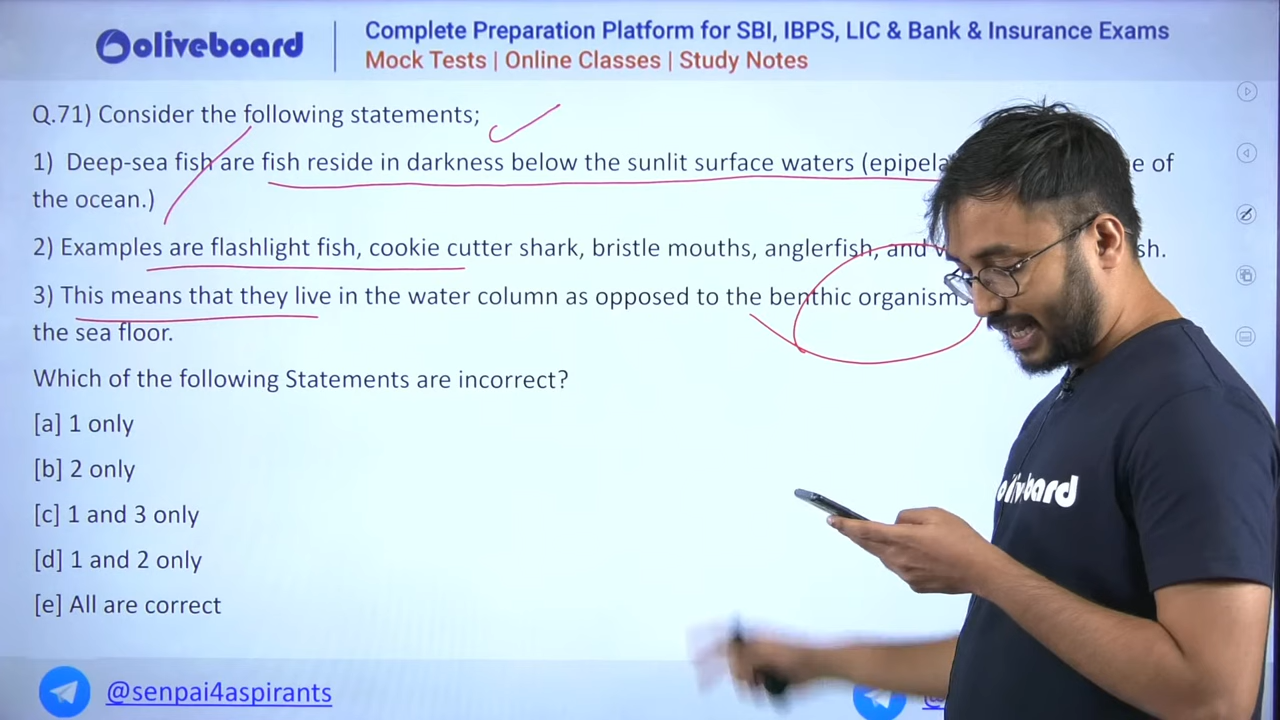 oliveboard
Complete Preparation Platform for SBI, IBPS, LIC & Bank & Insurance Exams
Mock Tests | Online Classes | Study Notes
Q.71) Consider the following statements;
1) Deep-sea fish are fish reside in darkness below the sunlit surface waters (epipela e of
the ocean.)
2) Examples are flashlight fish, cookie cutter shark, bristle mouths, anglerfish, and v sh.
3) This means that they live in the water column as opposed to the benthic organisms
the sea floor.
Which of the following Statements are incorrect?
[a] 1 only
[b] 2 only
[c] 1 and 3 only
[d] 1 and 2 only
[e] All are correct
oliveboard
@senpai4aspirants